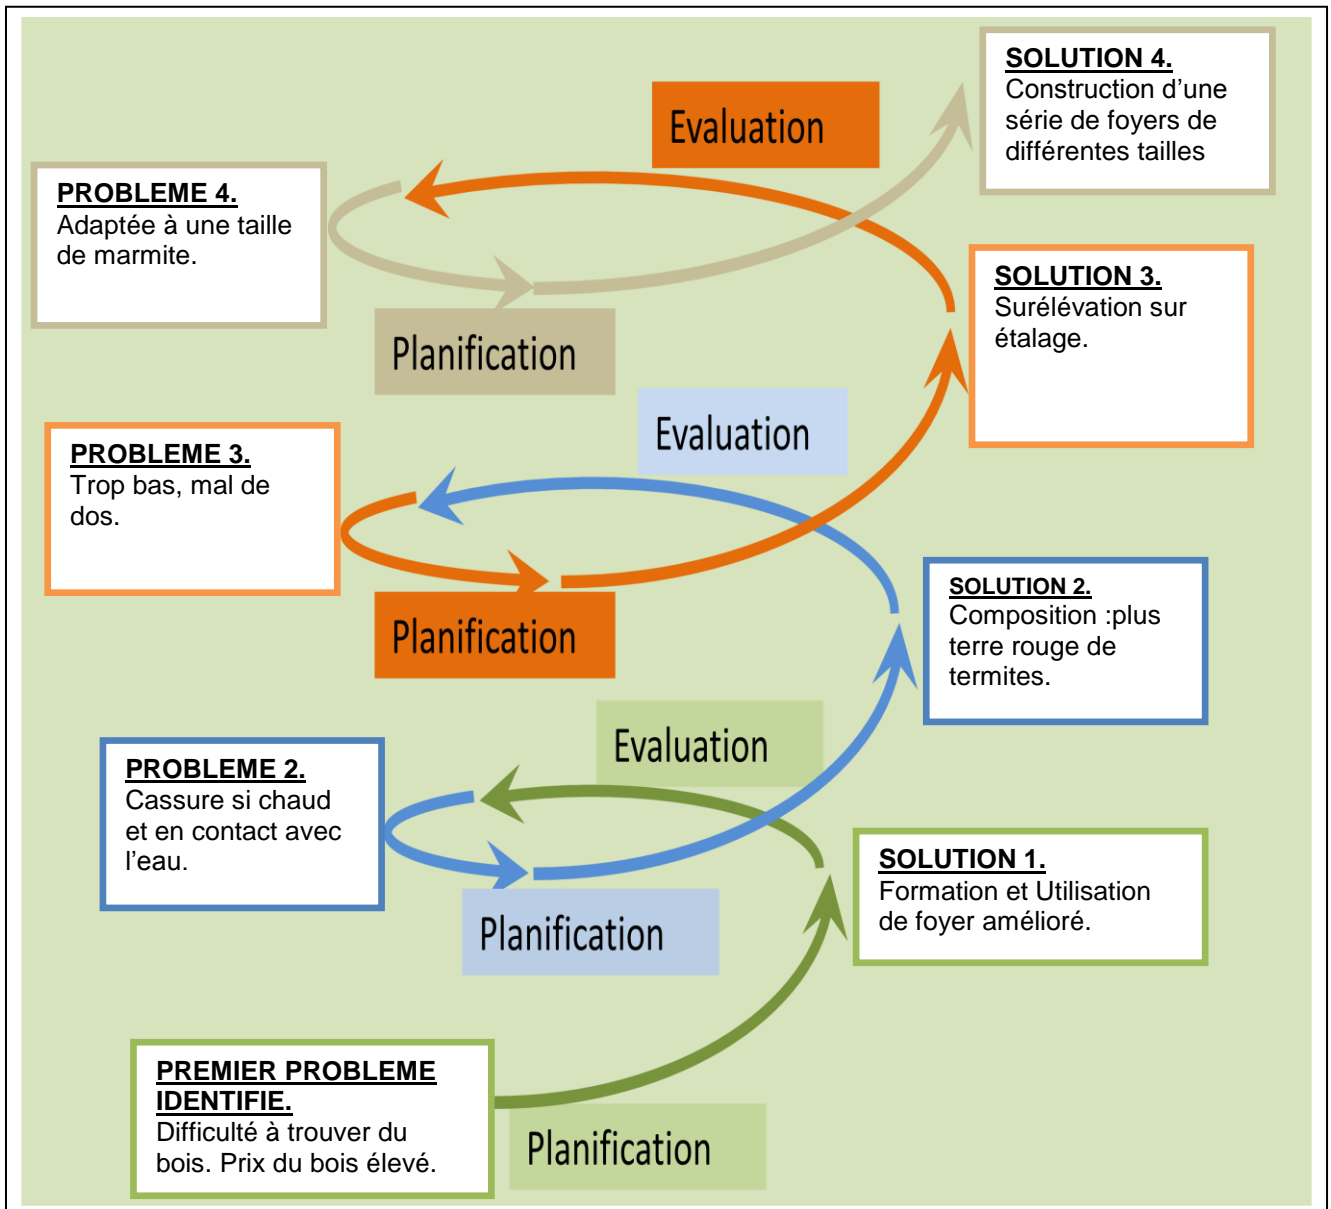 SOLUTION 4.
Construction d’une
série de foyers de
différentes tailles
Evaluation
PROBLEME 4.
Adaptée à une taille
de marmite.
SOLUTION 3.
Surélévation sur
étalage.
Planification
Evaluation
PROBLEME 3.
Trop bas, mal de
dos.
SOLUTION 2.
Composition :plus
terre rouge de
termites.
Planification
Evaluation
PROBLEME 2.
Cassure si chaud
et en contact avec
l’eau.
SOLUTION 1.
Formation et Utilisation
de foyer amélioré.
Planification
PREMIER PROBLEME
IDENTIFIE.
Difficulté à trouver du
bois. Prix du bois élevé.
Planification